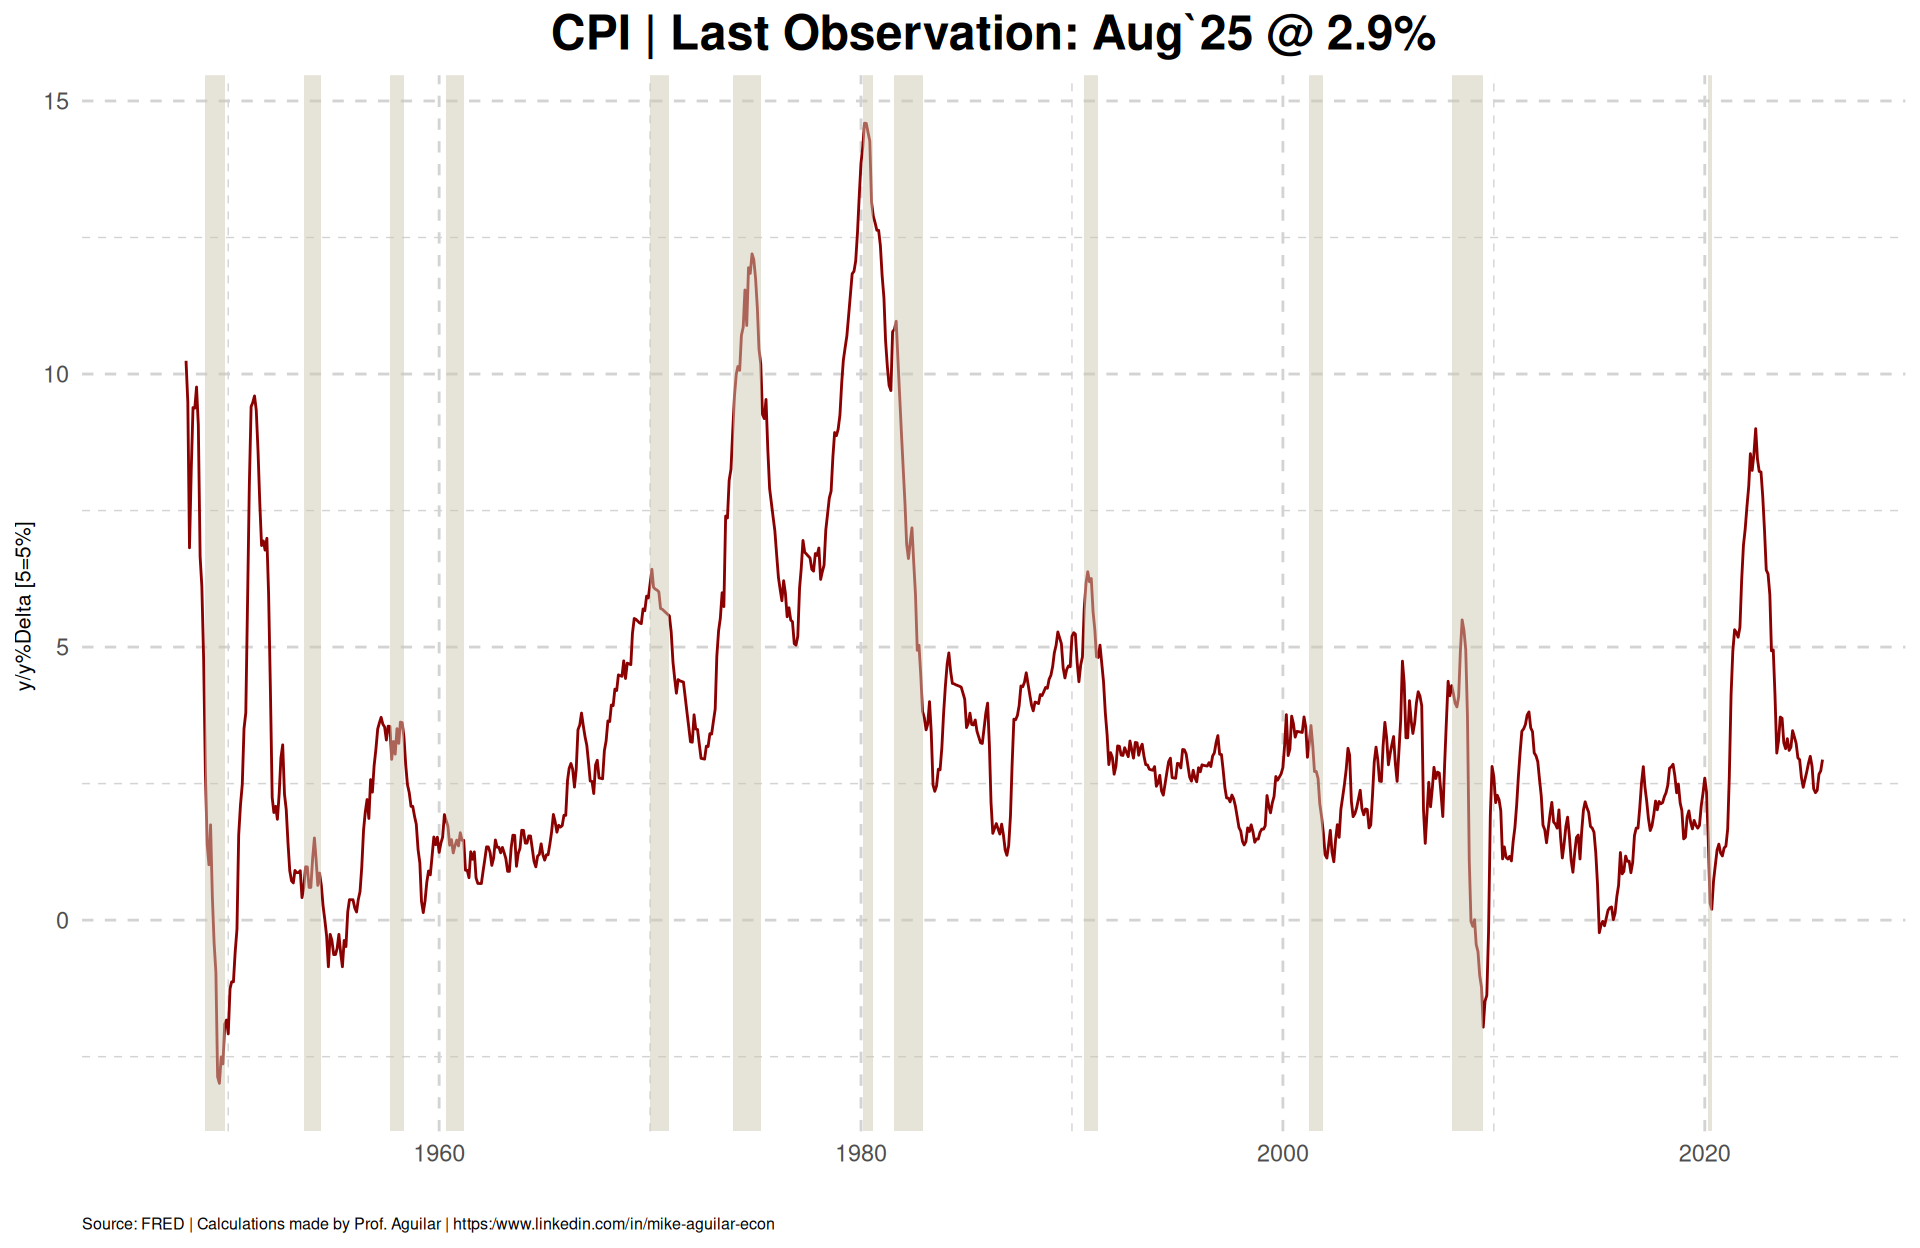 CPI | Last Observation: Aug`25 @ 2.9%
15
10
5
0
y/y%Delta [5=5%]
1960
1980
2000
2020
Source: FRED | Calculations made by Prof. Aguilar | https:/www.linkedin.com/in/mike-aguilar-econ